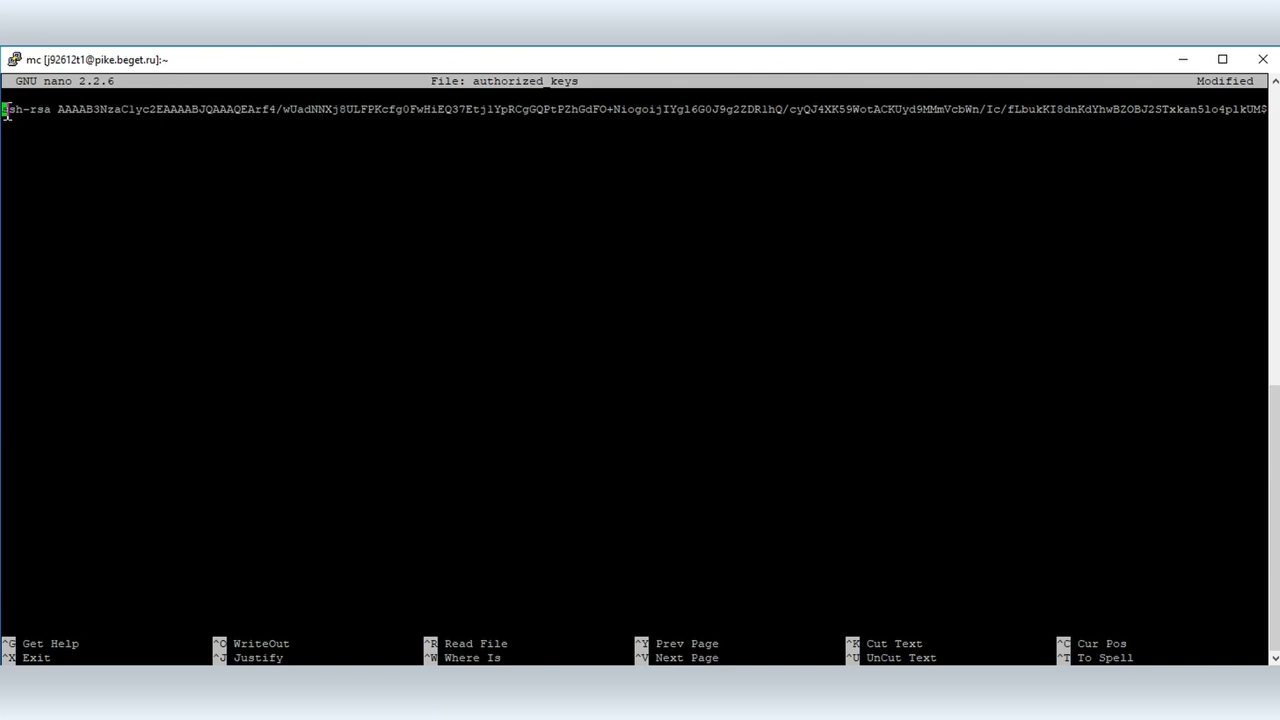 mc [j92612t1@pike.beget.ru]:~
GNU nano 2.2.6 File: authorized_keys Modified
ssh-rsa AAAAB3NzaC1yc2EAAAABJQAAAQEArf4/wUadNNXj8ULFPKcfg0FwHiEQ37Etj1YpRCgGQPtPZhGdFO+NiogoijIYgl6G0J9g2ZDR1hQ/cyQJ4XK59WotACKUyd9MMmVcbWn/Ic/fLbukKI8dnKdYhwBZOBJ2STxkan5lo4plkUM$
^G Get Help ^O WriteOut ^R Read File ^Y Prev Page ^K Cut Text ^C Cur Pos
^X Exit ^J Justify ^W Where Is ^V Next Page ^U UnCut Text ^T To Spell